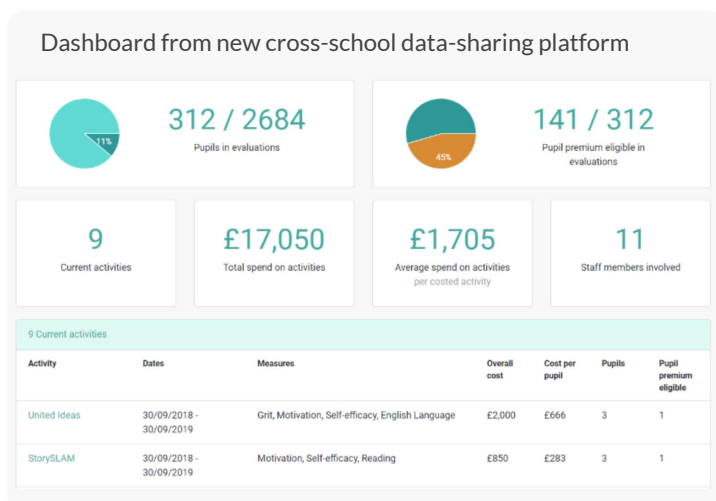 Dashboard from new cross-school data-sharing platform
11%
312 / 2684
Pupils in evaluations
45%
141 / 312
Pupil premium eligible in
evaluations
9
Current activities
£17,050
Total spend on activities
£1,705
Average spend on activities
per costed activity
11
Staff members involved
9 Current activities
Activity Dates Measures Overall cost Cost per pupil Pupils Pupil premium eligible
United Ideas 30/09/2018 - 30/09/2019 Grit, Motivation, Self-efficacy, English Language £2,000 £666 3 1
StorySLAM 30/09/2018 - 30/09/2019 Motivation, Self-efficacy, Reading £850 £283 3 1